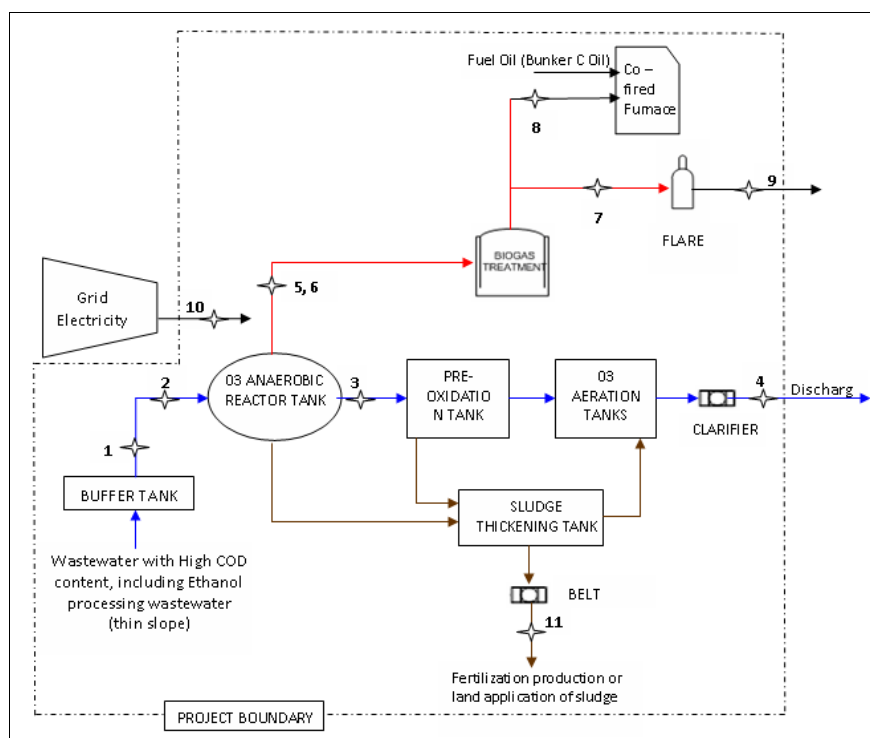 Fuel Oil (Bunker C Oil)
Co –
fired
Furnace
8
9
7
FLARE
BIOGAS
TREATMENT
5, 6
Grid
Electricity
10
2
03 ANAEROBIC
REACTOR TANK
3
PRE-
OXIDATIO
N TANK
03
AERATION
TANKS
4
Discharg
CLARIFIER
1
BUFFER TANK
SLUDGE
THICKENING TANK
Wastewater with High COD
content, including Ethanol
processing wastewater
(thin slope)
BELT
11
Fertilization production or
land application of sludge
PROJECT BOUNDARY